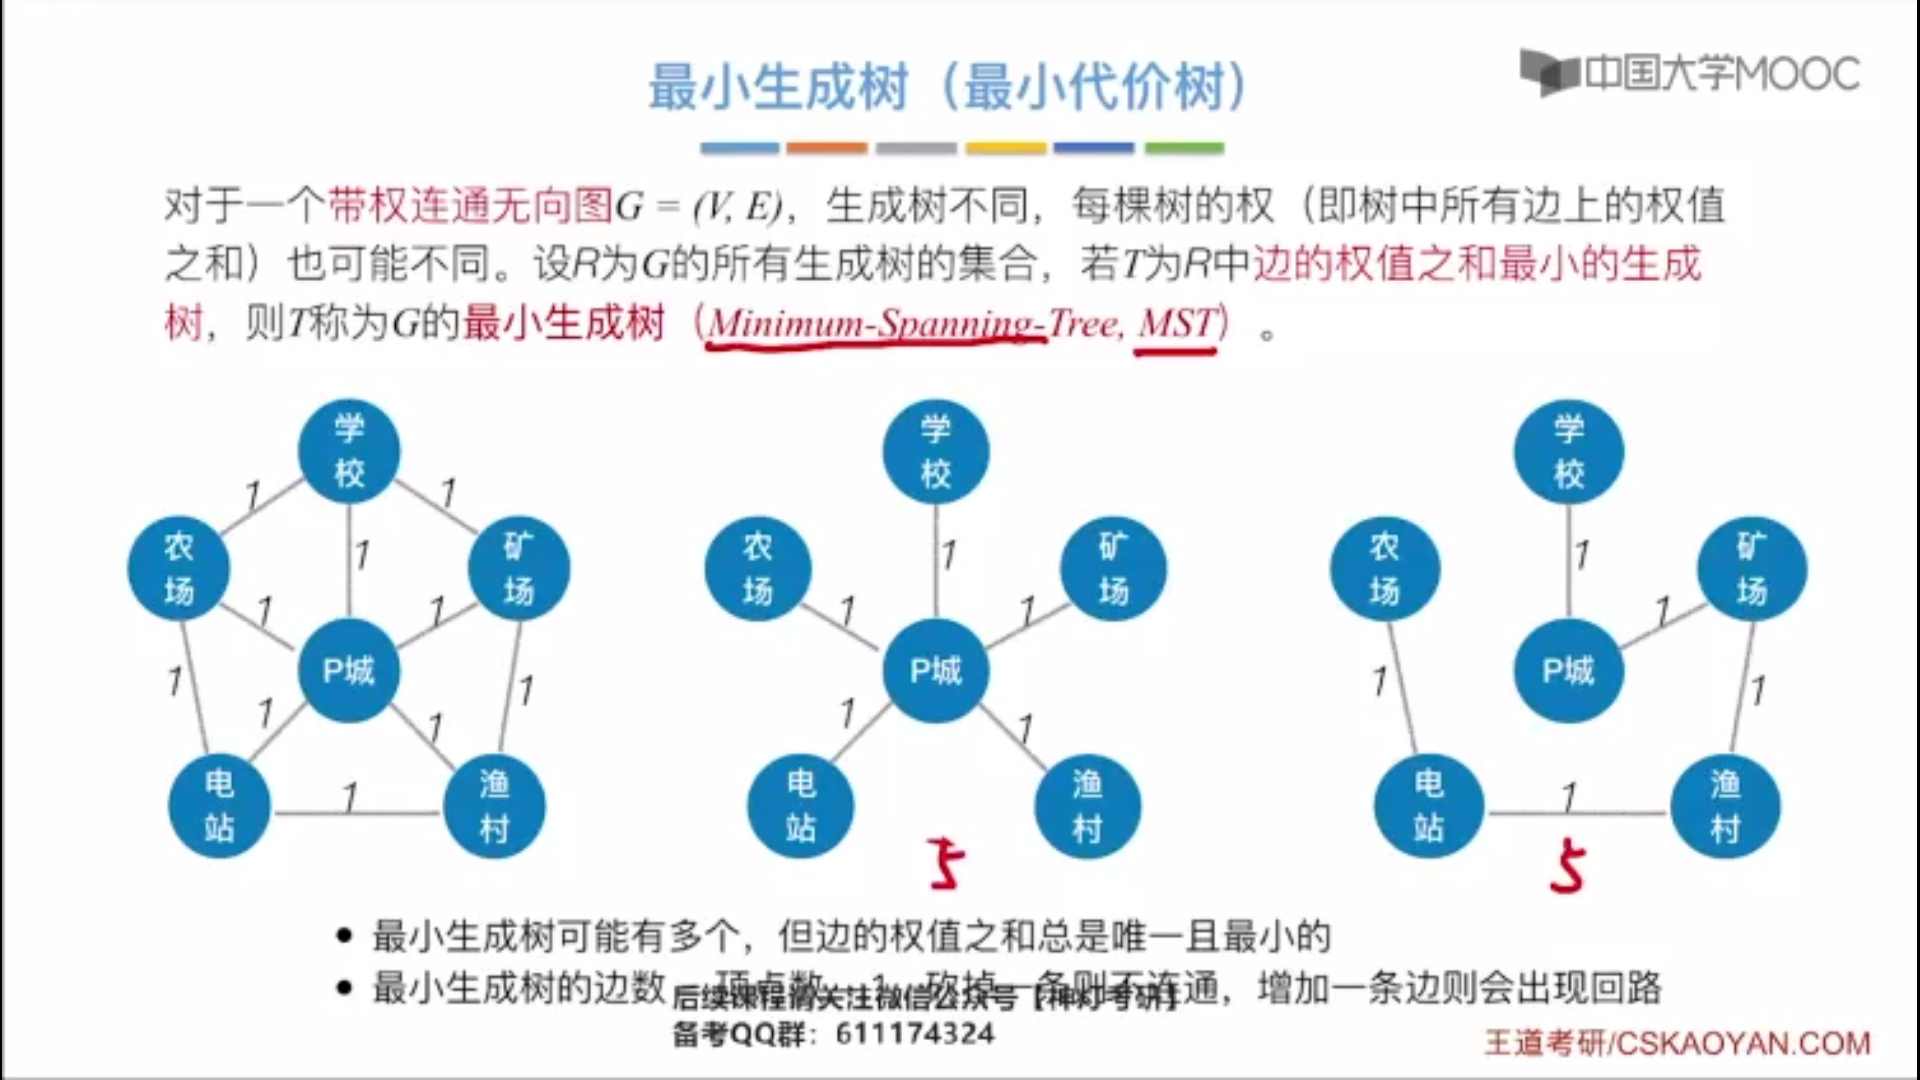 最小生成树（最小代价树）
中国大学MOOC
对于一个带权连通无向图G = (V, E)，生成树不同，每棵树的权（即树中所有边上的权值
之和）也可能不同。设R为G的所有生成树的集合，若T为R中边的权值之和最小的生成
树，则T称为G的最小生成树（Minimum-Spanning-Tree, MST）。
学校
1
1
农场
1
矿场
1
1
P城
1
1
1
1
电站
1
渔村
学校
农场
1
矿场
1
1
P城
1
1
电站
渔村
5
学校
农场
1
矿场
1
P城
1
1
电站
1
渔村
5
• 最小生成树可能有多个，但边的权值之和总是唯一且最小的
• 最小生成树的边数 = 顶点数 - 1。砍掉一条则不连通，增加一条边则会出现回路
后续课程请关注微信公众号【神灯考研】
备考QQ群：611174324
王道考研/CSKAOYAN.COM